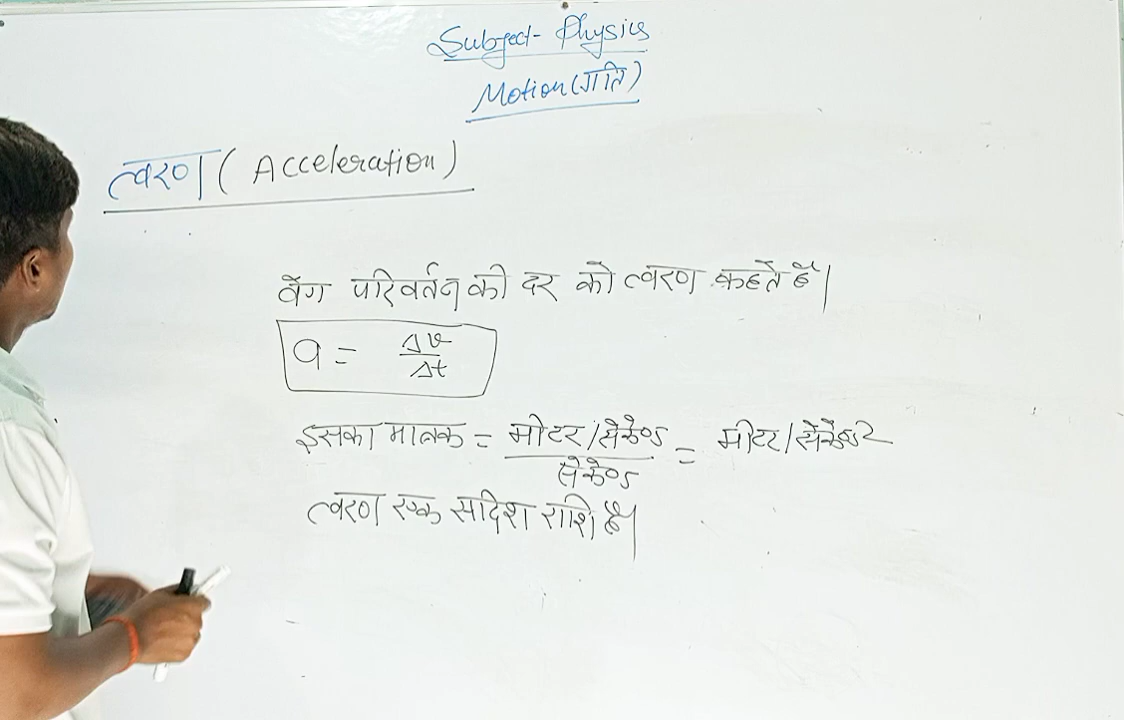 Subject- Physics
Motion (गति)
त्वरण ( Acceleration )
वेग परिवर्तन की दर को त्वरण कहते हैं।
a = Δv/Δt
इसका मात्रक = मीटर/सेकेण्ड / सेकेण्ड = मीटर/सेकेण्ड²
त्वरण एक सदिश राशि है।